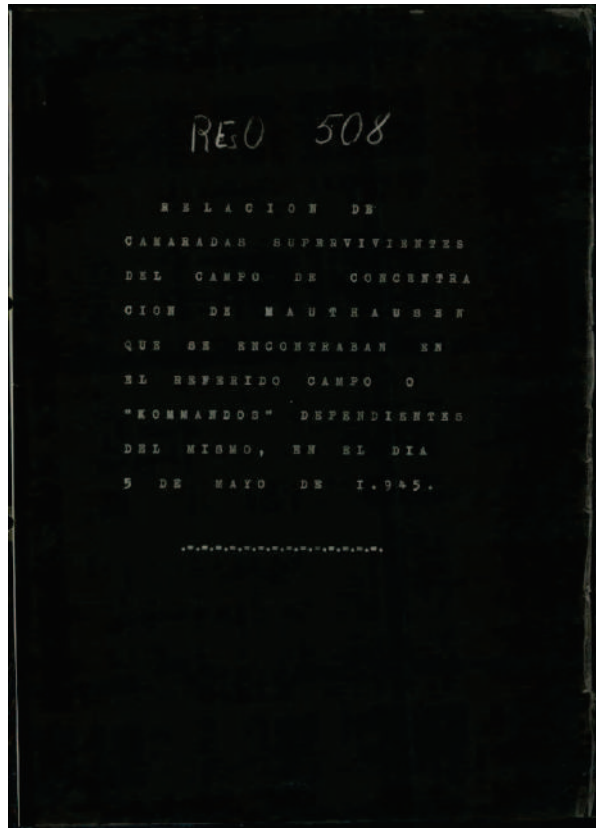 REsO 508
RELACION DE
CAMARADAS SUPERVIVIENTES
DEL CAMPO DE CONCENTRA
CION DE MAUTHAUSEN
QUE SE ENCONTRABAN EN
EL REFERIDO CAMPO O
"KOMMANDOS" DEPENDIENTES
DEL MISMO, EN EL DIA
5 DE MAYO DE I.945.